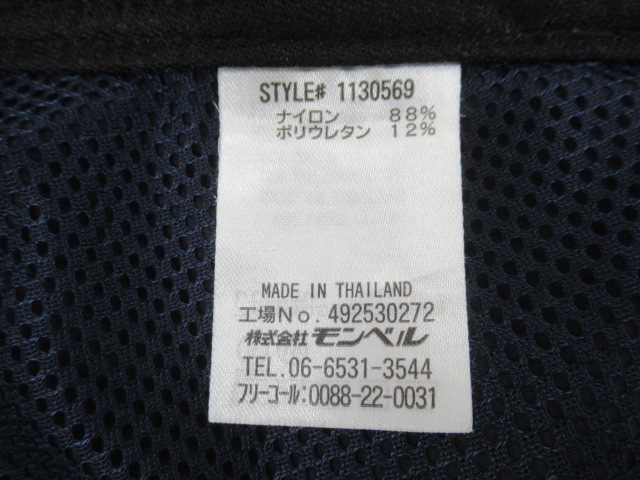 STYLE# 1130569
ナイロン 88%
ポリウレタン 12%
MADE IN THAILAND
工場No. 492530272
株式会社 モンベル
TEL.06-6531-3544
フリーコール:0088-22-0031